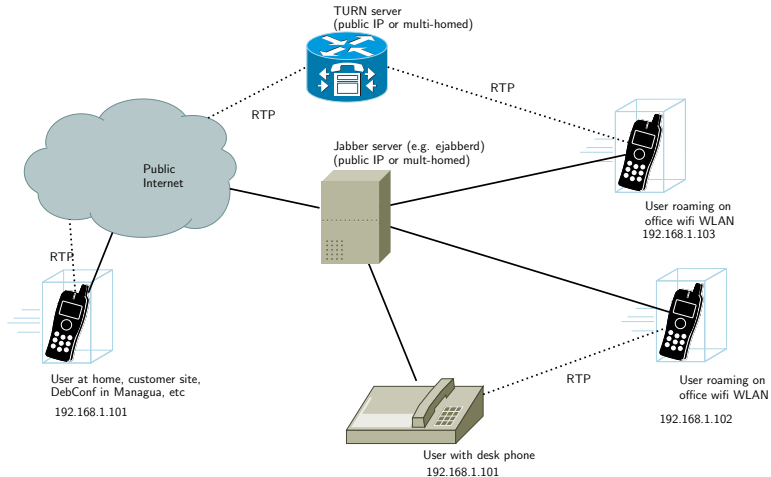 TURN server
(public IP or multi-homed)
RTP
RTP
Jabber server (e.g. ejabberd)
(public IP or mult-homed)
Public
Internet
User roaming on
office wifi WLAN
192.168.1.103
RTP
User at home, customer site,
DebConf in Managua, etc
192.168.1.101
RTP
User roaming on
office wifi WLAN
192.168.1.102
User with desk phone
192.168.1.101